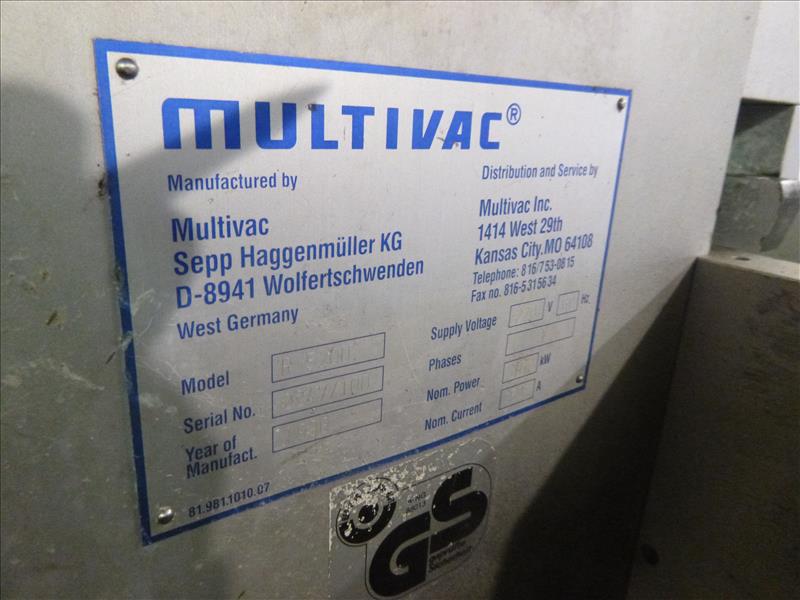 MULTIVAC®
Manufactured by
Multivac
Sepp Haggenmüller KG
D-8941 Wolfertschwenden
West Germany
Distribution and Service by
Multivac Inc.
1414 West 29th
Kansas City.MO 64108
Telephone: 816/753-0815
Fax no. 816-5315634
Model
Serial No.
Year of
Manufact.
Supply Voltage V Hz.
Phases
Nom. Power kW
Nom. Current A
81.981.1010.07
GS
geprüfte
Sicherheit